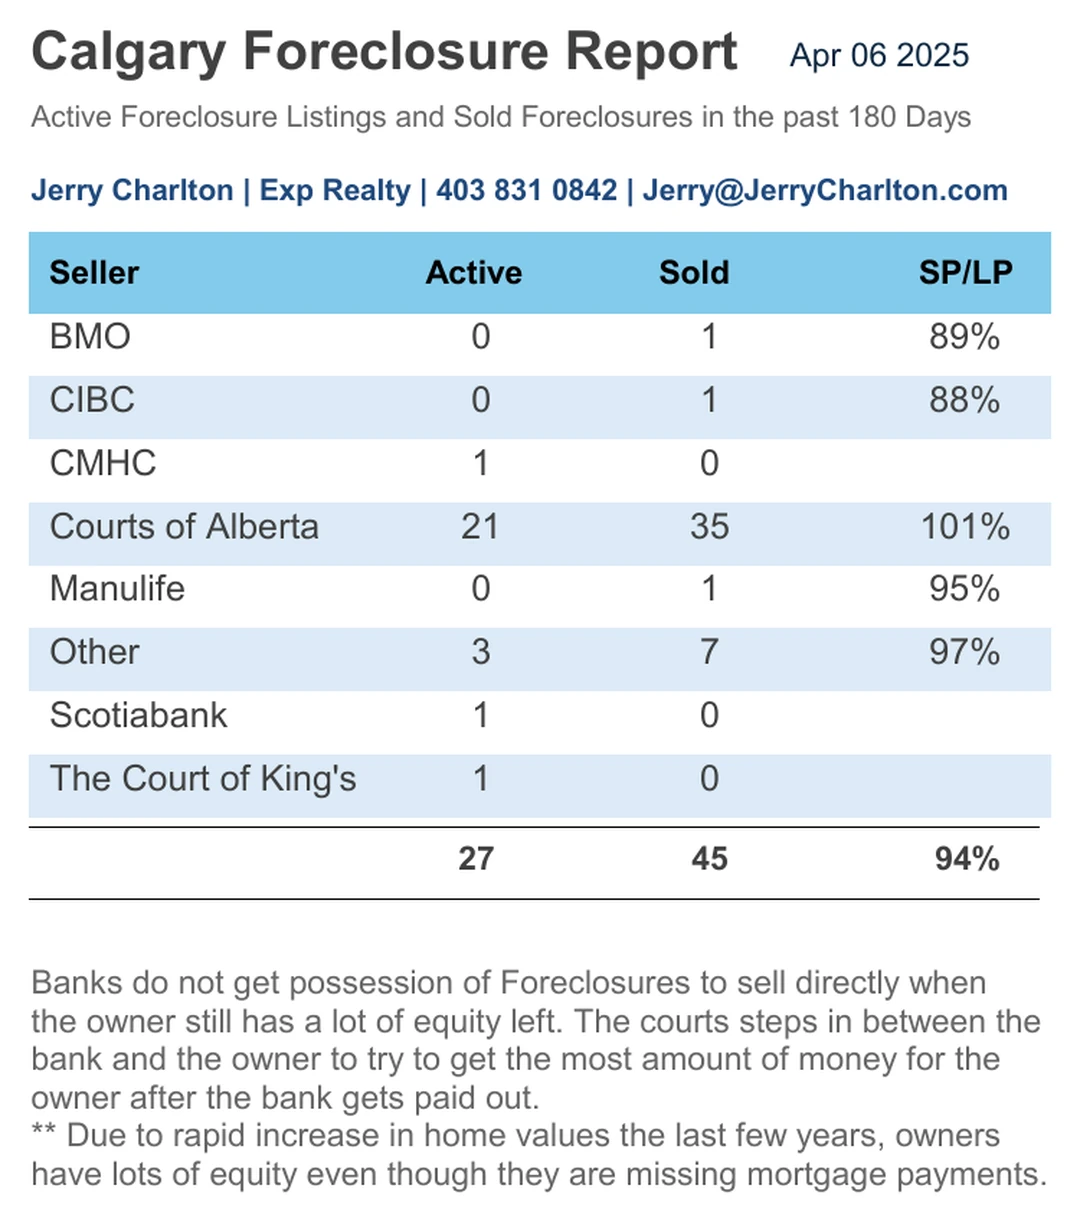 Calgary Foreclosure Report Apr 06 2025
Active Foreclosure Listings and Sold Foreclosures in the past 180 Days
Jerry Charlton | Exp Realty | 403 831 0842 | Jerry@JerryCharlton.com
Seller Active Sold SP/LP
BMO 0 1 89%
CIBC 0 1 88%
CMHC 1 0
Courts of Alberta 21 35 101%
Manulife 0 1 95%
Other 3 7 97%
Scotiabank 1 0
The Court of King's 1 0
27 45 94%
Banks do not get possession of Foreclosures to sell directly when
the owner still has a lot of equity left. The courts steps in between the
bank and the owner to try to get the most amount of money for the
owner after the bank gets paid out.
** Due to rapid increase in home values the last few years, owners
have lots of equity even though they are missing mortgage payments.